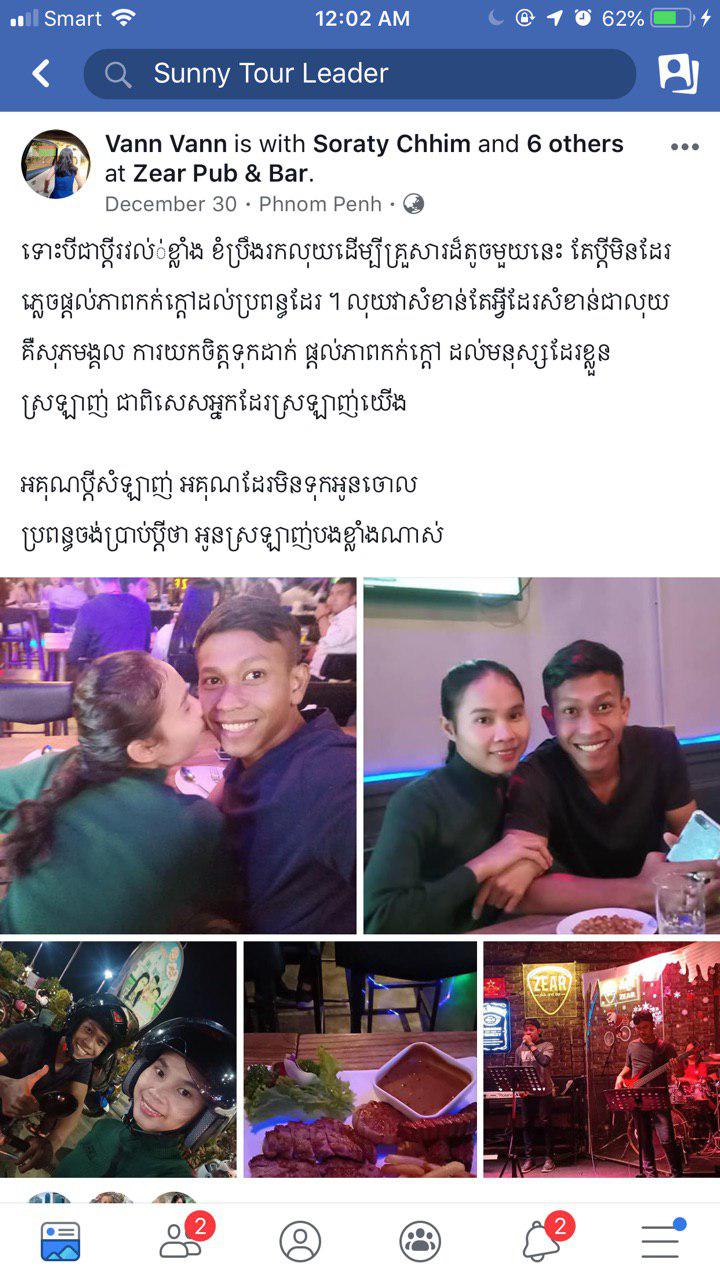 Smart
12:02 AM
62%
Sunny Tour Leader
Vann Vann is with Soraty Chhim and 6 others
at Zear Pub & Bar.
December 30 · Phnom Penh ·
ទោះបីជាប្តីរវល់់ខ្លាំង ខំប្រឹងរកលុយដើម្បីគ្រួសារដ៏តូចមួយនេះ តែប្តីមិនដែរ
ភ្លេចផ្តល់ភាពកក់ក្តៅដល់ប្រពន្ធដែរ ។ លុយវាសំខាន់តែអ្វីដែរសំខាន់ជាលុយ
គឺសុភមង្គល ការយកចិត្តទុកដាក់ ផ្តល់ភាពកក់ក្តៅ ដល់មនុស្សដែរខ្លួន
ស្រឡាញ់ ជាពិសេសអ្នកដែរស្រឡាញ់យើង
អគុណប្តីសំឡាញ់ អគុណដែរមិនទុកអូនចោល
ប្រពន្ធចង់ប្រាប់ប្តីថា អូនស្រឡាញ់បងខ្លាំងណាស់
ZEAR
ZEAR
2
2